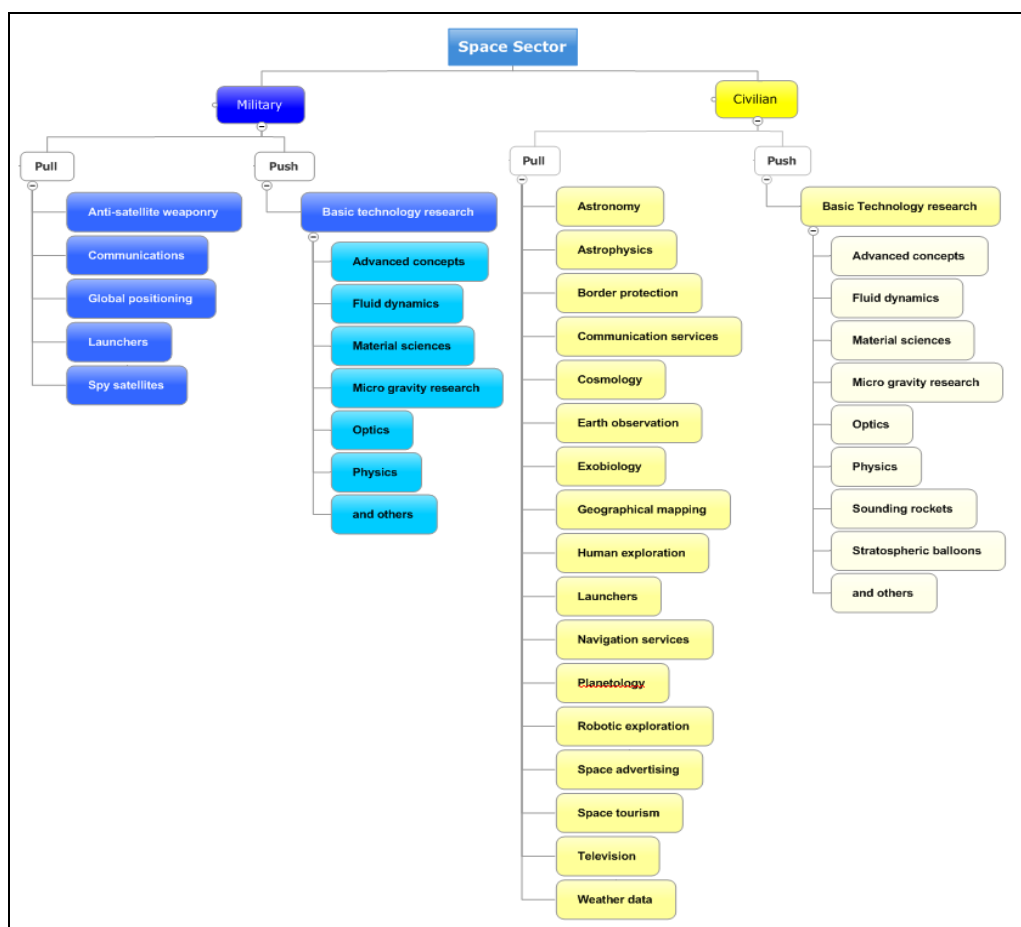 Space Sector
Military
Civilian
Pull
Push
Pull
Push
Anti-satellite weaponry
Communications
Global positioning
Launchers
Spy satellites
Basic technology research
Advanced concepts
Fluid dynamics
Material sciences
Micro gravity research
Optics
Physics
and others
Astronomy
Astrophysics
Border protection
Communication services
Cosmology
Earth observation
Exobiology
Geographical mapping
Human exploration
Launchers
Navigation services
Planetology
Robotic exploration
Space advertising
Space tourism
Television
Weather data
Basic Technology research
Advanced concepts
Fluid dynamics
Material sciences
Micro gravity research
Optics
Physics
Sounding rockets
Stratospheric balloons
and others